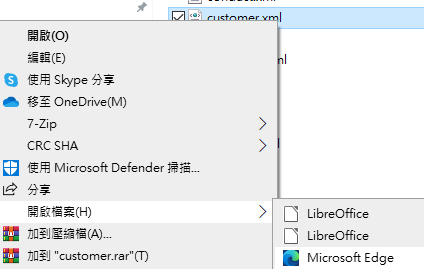 customer.xml
開啟(O)
編輯(E)
使用 Skype 分享
移至 OneDrive(M)
7-Zip
CRC SHA
使用 Microsoft Defender 掃描...
分享
開啟檔案(H)
LibreOffice
加到壓縮檔(A)...
LibreOffice
加到 "customer.rar"(T)
Microsoft Edge